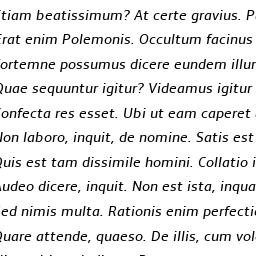 Etiam beatissimum? At certe gravius.
Erat enim Polemonis. Occultum facinus
Fortemne possumus dicere eundem illum
Quae sequuntur igitur? Videamus igitur
Confecta res esset. Ubi ut eam caperet
Non laboro, inquit, de nomine. Satis est
Quis est tam dissimile homini. Collatio
Audeo dicere, inquit. Non est ista, inqua
Sed nimis multa. Rationis enim perfecti
Quare attende, quaeso. De illis, cum vol